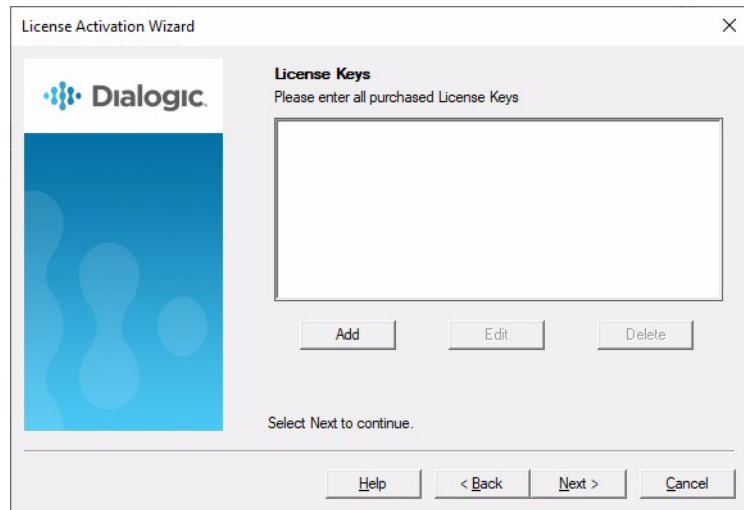 License Activation Wizard
Dialogic.
License Keys
Please enter all purchased License Keys
Add
Edit
Delete
Select Next to continue.
Help
< Back
Next >
Cancel